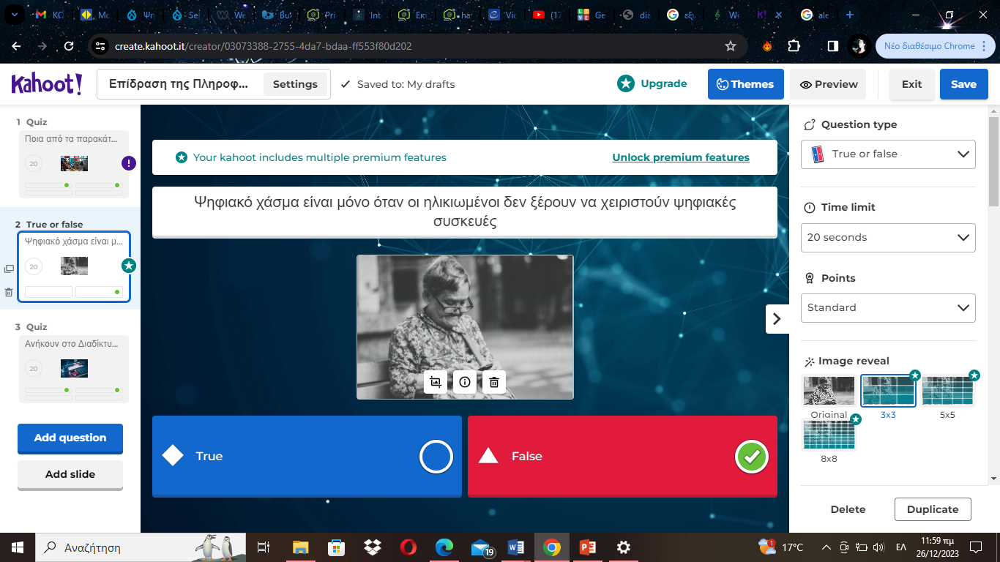 ΚΩ
Mc
Ψη
Sel
We
Bu
Pri
Int
Εκτ
ha
Vic
(17
Ge
dia
εξυ
Wi
K!
ale
create.kahoot.it/creator/03073388-2755-4da7-bdaa-ff553f80d202
Νέο διαθέσιμο Chrome
Kahoot!
Επίδραση της Πληροφ...
Settings
Saved to: My drafts
Upgrade
Themes
Preview
Exit
Save
1 Quiz
Ποια από τα παρακάτ...
20
2 True or false
Ψηφιακό χάσμα είναι μ...
20
3 Quiz
Ανήκουν στο Διαδίκτυ...
20
Add question
Add slide
Your kahoot includes multiple premium features
Unlock premium features
Ψηφιακό χάσμα είναι μόνο όταν οι ηλικιωμένοι δεν ξέρουν να χειριστούν ψηφιακές
συσκευές
True
False
Question type
True or false
Time limit
20 seconds
Points
Standard
Image reveal
Original
3x3
5x5
8x8
Delete
Duplicate
Αναζήτηση
19
1
17°C
ΕΛ
11:59 πμ
26/12/2023